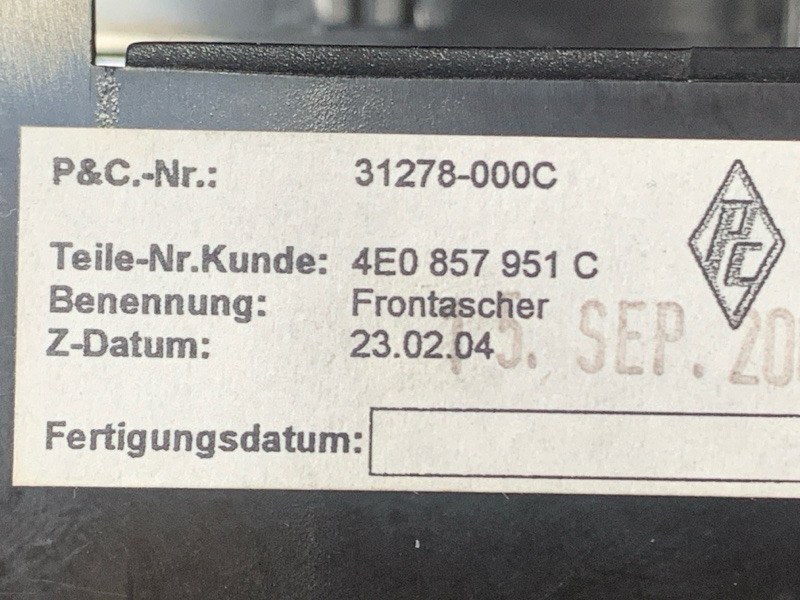 P&C.-Nr.: 31278-000C
Teile-Nr.Kunde: 4E0 857 951 C
Benennung: Frontascher
Z-Datum: 23.02.04
SEP.
Fertigungsdatum: